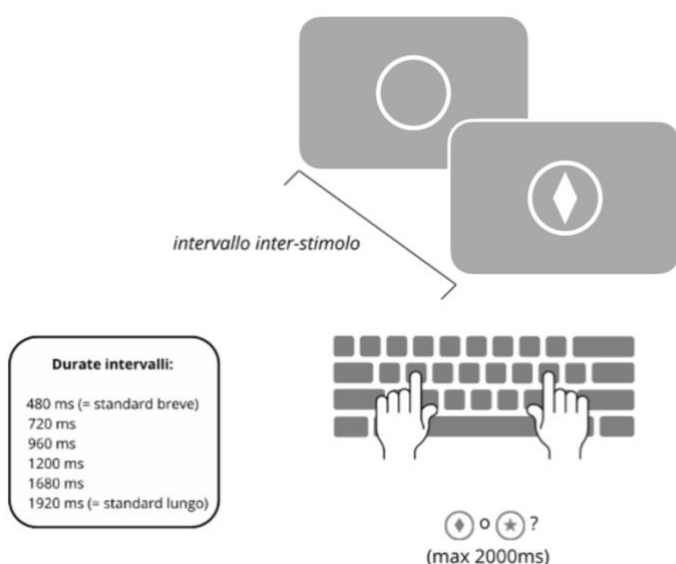 intervallo inter-stimolo
Durate intervalli:
480 ms (= standard breve)
720 ms
960 ms
1200 ms
1680 ms
1920 ms (= standard lungo)
o ?
(max 2000ms)